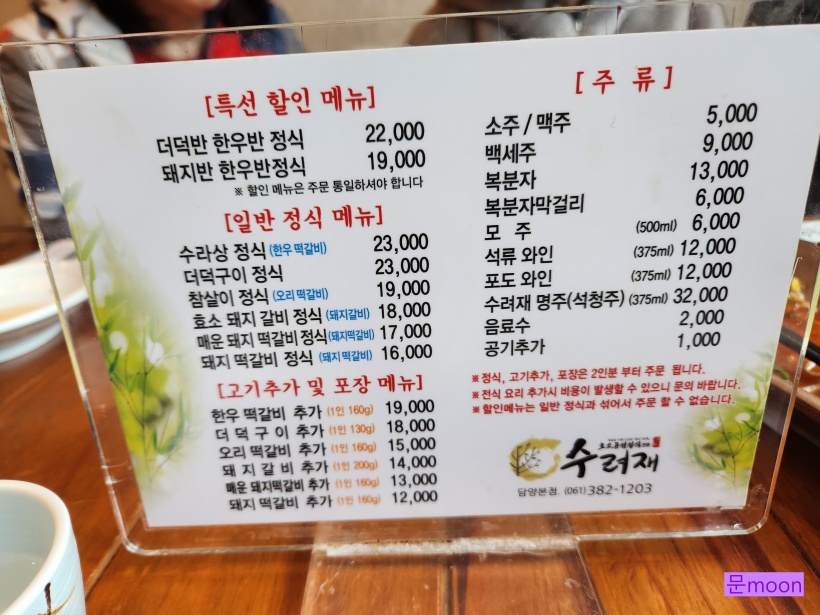 [특선 할인 메뉴]
더덕반 한우반 정식 22,000
돼지반 한우반정식 19,000
※ 할인 메뉴은 주문 통일하셔야 합니다
[일반 정식 메뉴]
수라상 정식 (한우 떡갈비) 23,000
더덕구이 정식 23,000
참살이 정식 (오리 떡갈비) 19,000
효소 돼지 갈비 정식 (돼지갈비) 18,000
매운 돼지 떡갈비 정식 (돼지떡갈비) 17,000
돼지 떡갈비 정식 (돼지 떡갈비) 16,000
[고기추가 및 포장 메뉴]
한우 떡갈비 추가 (1인 160g) 19,000
더덕구이 추가 (1인 130g) 18,000
오리 떡갈비 추가 (1인 160g) 15,000
돼지갈비 추가 (1인 200g) 14,000
매운 돼지떡갈비 추가 (1인 160g) 13,000
돼지 떡갈비 추가 (1인 160g) 12,000
[주 류]
소주 / 맥주 5,000
백세주 9,000
복분자 13,000
복분자막걸리 6,000
모 주 (500ml) 6,000
석류 와인 (375ml) 12,000
포도 와인 (375ml) 12,000
수려재 명주(석청주) (375ml) 32,000
음료수 2,000
공기추가 1,000
※정식, 고기추가, 포장은 2인분 부터 주문 됩니다.
※전식 요리 추가시 비용이 발생할 수 있으니 문의 바랍니다.
※할인메뉴는 일반 정식과 섞어서 주문 할 수 없습니다.
수려재
담양본점. (061)382-1203
문moon